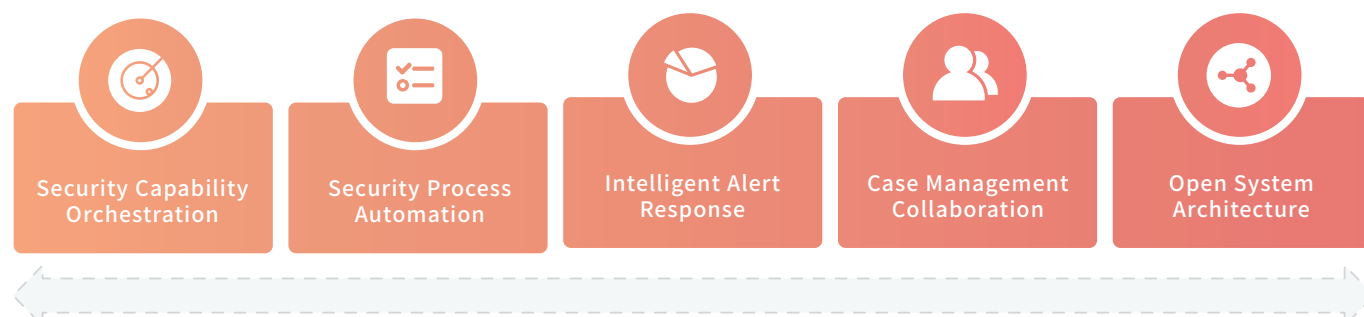 Security Capability
Orchestration
Security Process
Automation
Intelligent Alert
Response
Case Management
Collaboration
Open System
Architecture